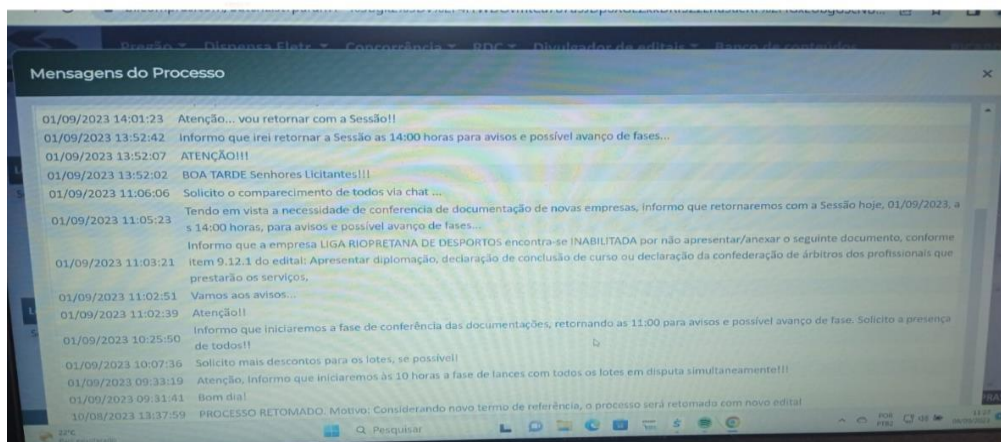 Pregão Dispensa Eletr. Concorrência RDC Divulgador de editais Banco de conteúdos
Mensagens do Processo ×
01/09/2023 14:01:23 Atenção... vou retornar com a Sessão!!
01/09/2023 13:52:42 Informo que irei retornar a Sessão as 14:00 horas para avisos e possível avanço de fases...
01/09/2023 13:52:07 ATENÇÃO!!!
01/09/2023 13:52:02 BOA TARDE Senhores Licitantes!!!
01/09/2023 11:06:06 Solicito o comparecimento de todos via chat ...
01/09/2023 11:05:23 Tendo em vista a necessidade de conferencia de documentação de novas empresas, informo que retornaremos com a Sessão hoje, 01/09/2023, a
s 14:00 horas, para avisos e possível avanço de fases...
01/09/2023 11:03:21 Informo que a empresa LIGA RIOPRETANA DE DESPORTOS encontra-se INABILITADA por não apresentar/anexar o seguinte documento, conforme
item 9.12.1 do edital: Apresentar diplomação, declaração de conclusão de curso ou declaração da confederação de árbitros dos profissionais que
prestarão os serviços,
01/09/2023 11:02:51 Vamos aos avisos...
01/09/2023 11:02:39 Atenção!!
01/09/2023 10:25:50 Informo que iniciaremos a fase de conferência das documentações, retornando as 11:00 para avisos e possível avanço de fase. Solicito a presença
de todos!!
01/09/2023 10:07:36 Solicito mais descontos para os lotes, se possível!
01/09/2023 09:33:19 Atenção, Informo que iniciaremos às 10 horas a fase de lances com todos os lotes em disputa simultaneamente!!!
01/09/2023 09:31:41 Bom dia!
10/08/2023 13:37:59 PROCESSO RETOMADO. Motivo: Considerando novo termo de referência, o processo será retomado com novo edital
Pesquisar POR
PTB2